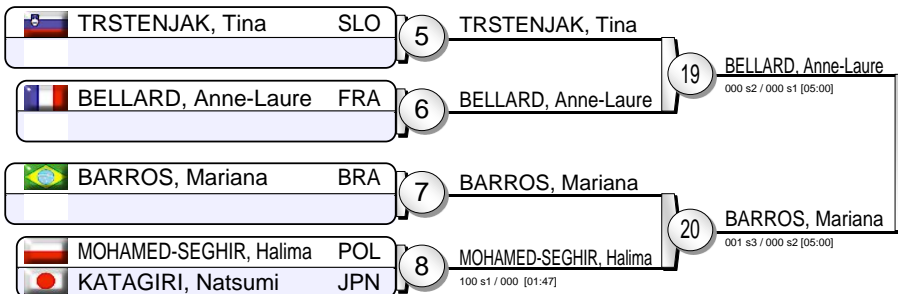 TRSTENJAK, Tina SLO
5
TRSTENJAK, Tina
19
BELLARD, Anne-Laure
000 s2 / 000 s1 [05:00]
BELLARD, Anne-Laure FRA
6
BELLARD, Anne-Laure
BARROS, Mariana BRA
7
BARROS, Mariana
20
BARROS, Mariana
001 s3 / 000 s2 [05:00]
MOHAMED-SEGHIR, Halima POL
8
MOHAMED-SEGHIR, Halima
100 s1 / 000 [01:47]
KATAGIRI, Natsumi JPN